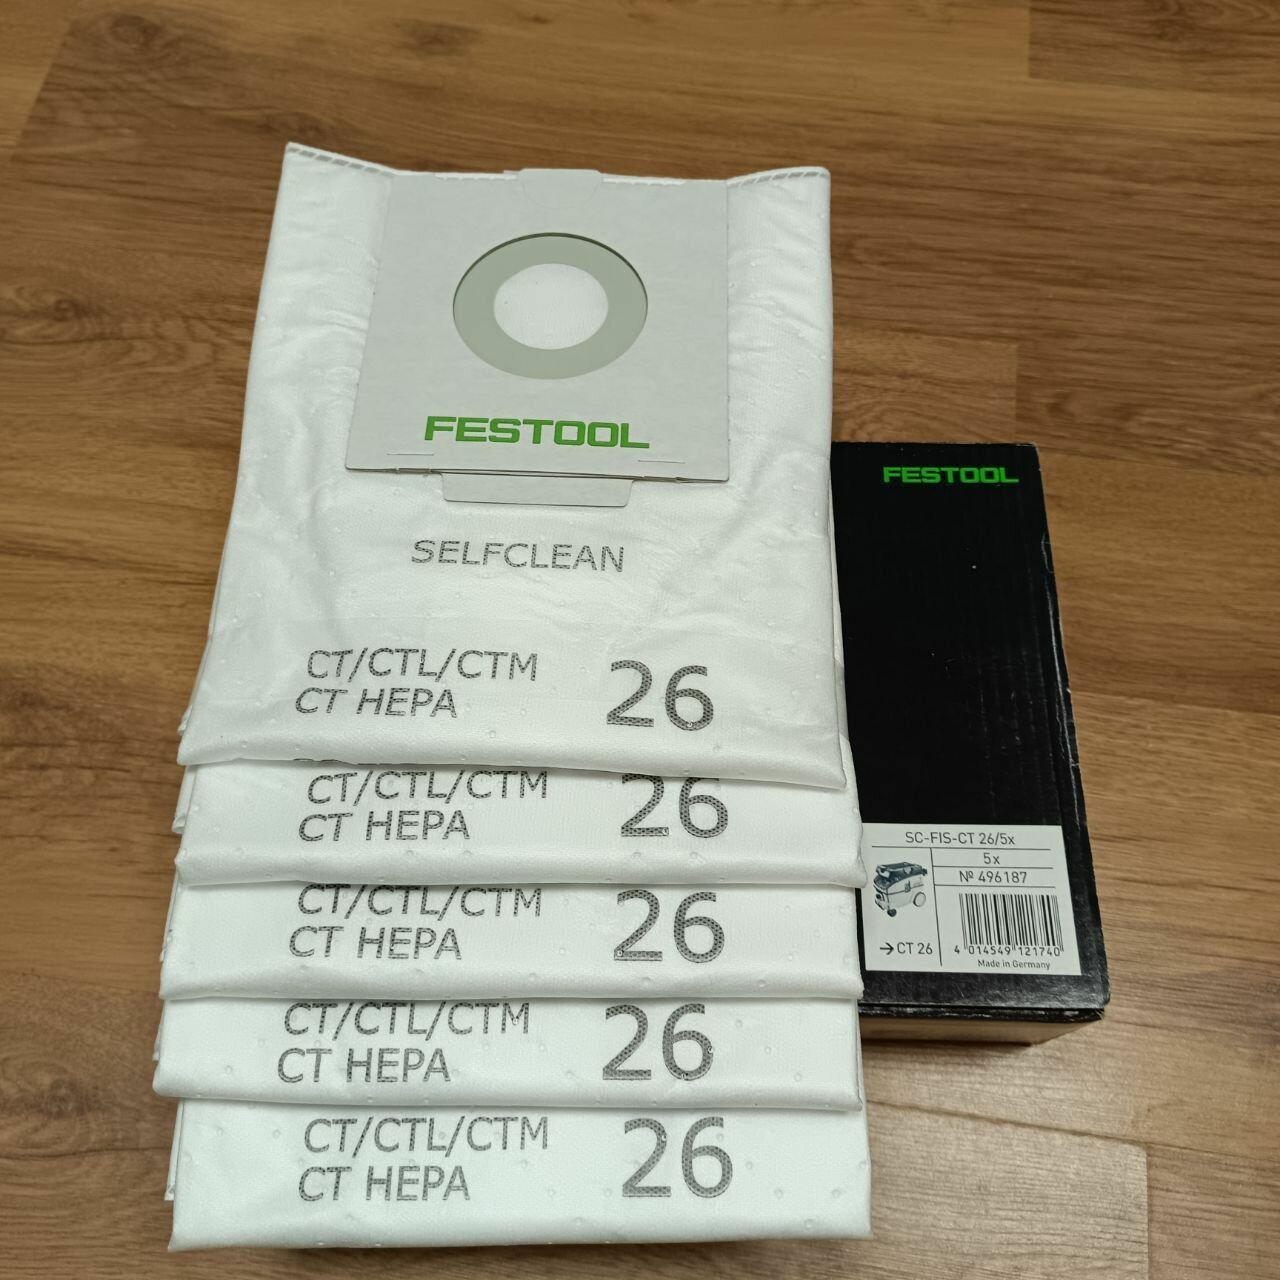 FESTOOL
SELFCLEAN
CT/CTL/CTM
CT HEPA
26
CT/CTL/CTM
CT HEPA
26
CT/CTL/CTM
CT HEPA
26
CT/CTL/CTM
CT HEPA
26
CT/CTL/CTM
CT HEPA
26
FESTOOL
SC-FIS-CT 26/5x
5x
№ 496187
→CT 26
4 014549 121740
Made in Germany